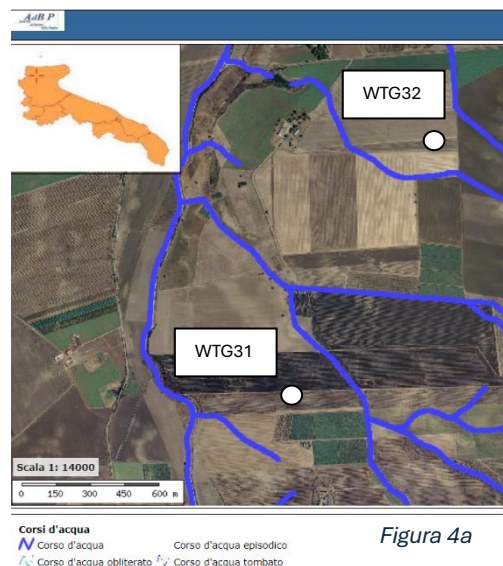 AdB P
WTG32
WTG31
Scala 1: 14000
0 150 300 450 600 m
Corsi d'acqua
Corso d'acqua Corso d'acqua episodico
Corso d'acqua obliterato Corso d'acqua tombato
Figura 4a